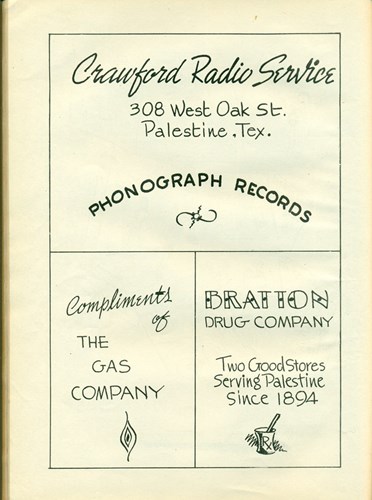 Crawford Radio Service
308 West Oak St.
Palestine, Tex.
PHONOGRAPH RECORDS
Compliments
of
THE
GAS
COMPANY
BRATTON
DRUG COMPANY
Two Good Stores
Serving Palestine
Since 1894
Rx